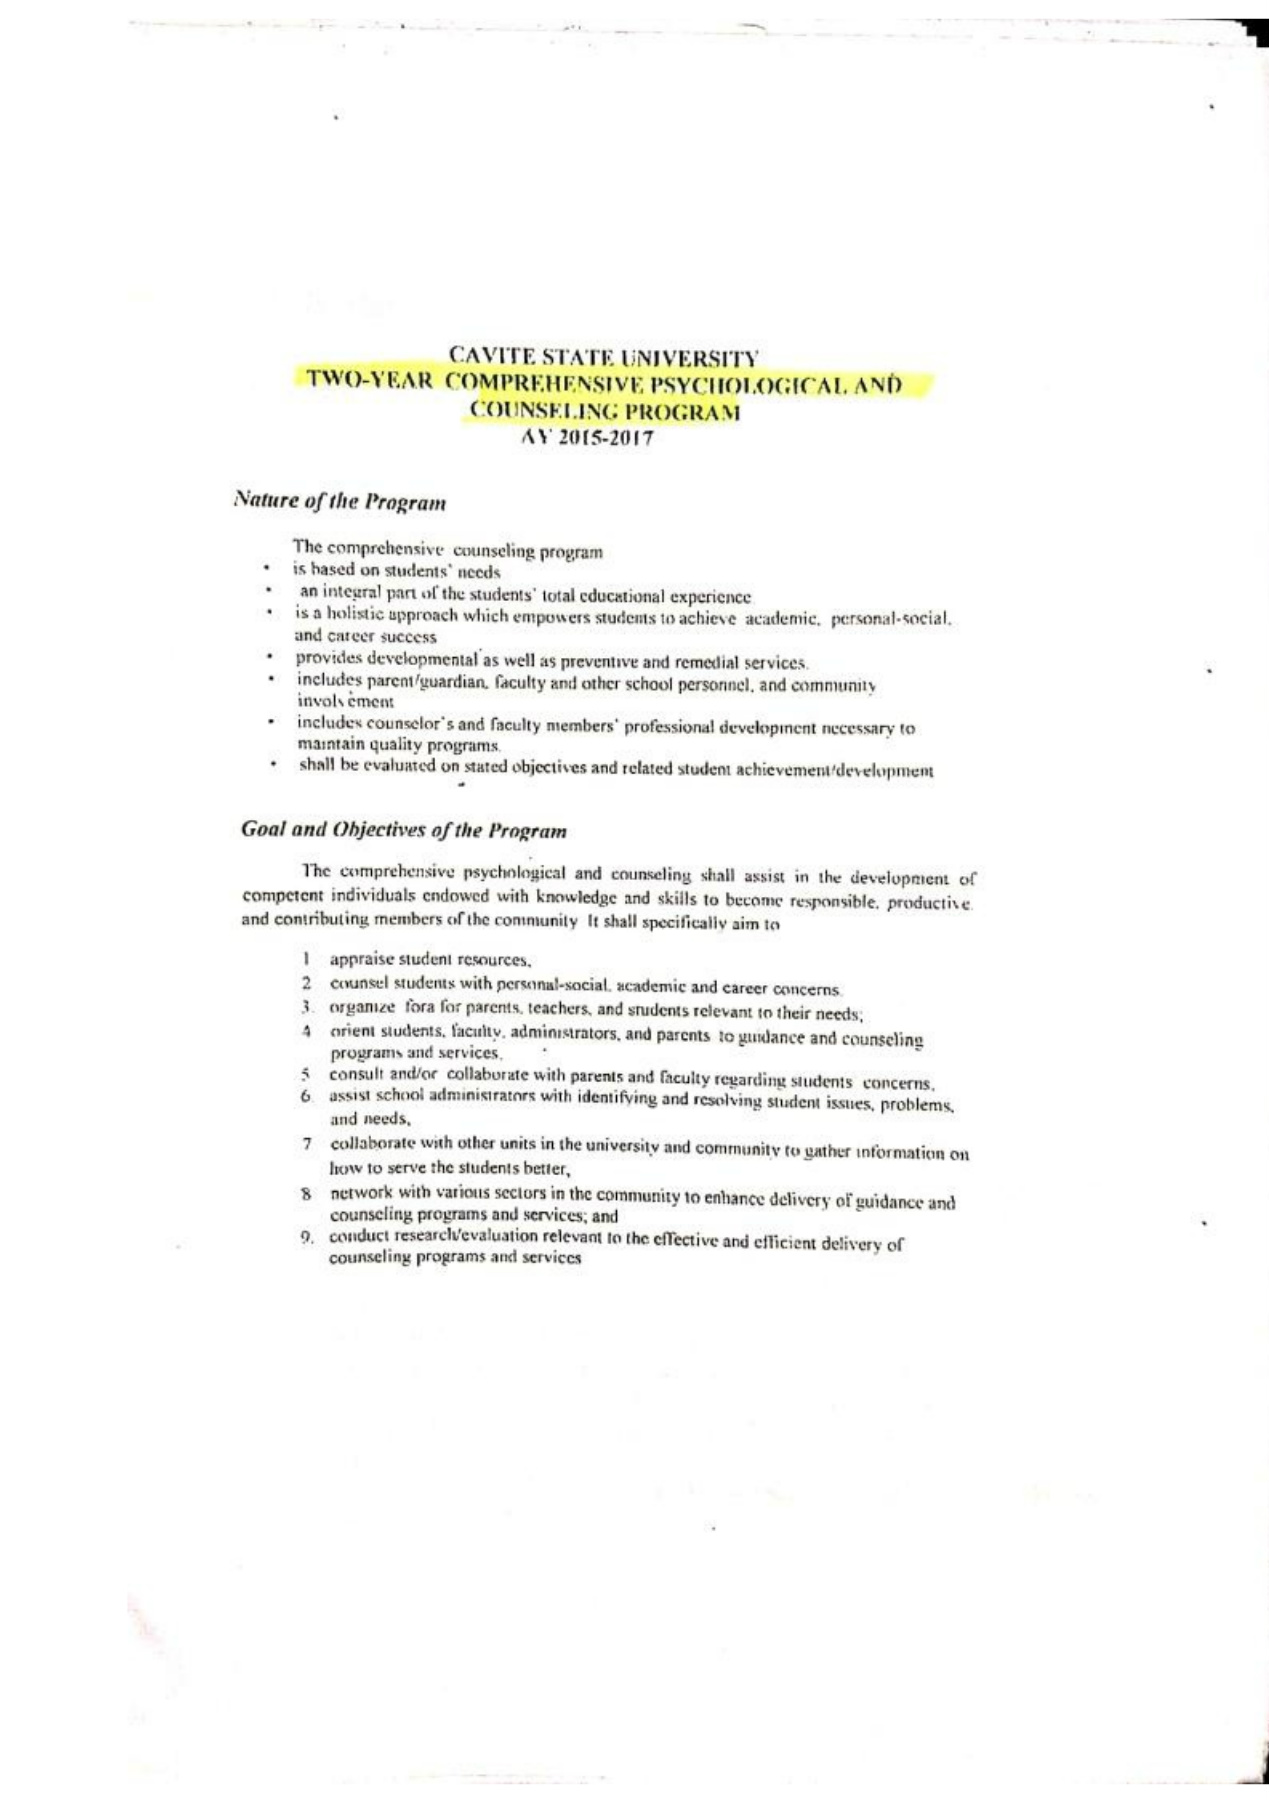 CAVITE STATE UNIVERSITY
TWO-YEAR COMPREHENSIVE PSYCHOLOGICAL AND
COUNSELING PROGRAM
AY 2015-2017
Nature of the Program
The comprehensive counseling program
• is based on students' needs
• an integral part of the students' total educational experience
• is a holistic approach which empowers students to achieve academic, personal-social,
and career success
• provides developmental as well as preventive and remedial services.
• includes parent/guardian, faculty and other school personnel, and community
involvement
• includes counselor's and faculty members' professional development necessary to
maintain quality programs.
• shall be evaluated on stated objectives and related student achievement/development
Goal and Objectives of the Program
The comprehensive psychological and counseling shall assist in the development of
competent individuals endowed with knowledge and skills to become responsible, productive
and contributing members of the community It shall specifically aim to
1 appraise student resources,
2 counsel students with personal-social, academic and career concerns.
3. organize fora for parents, teachers, and students relevant to their needs;
4 orient students, faculty, administrators, and parents to guidance and counseling
programs and services,
5 consult and/or collaborate with parents and faculty regarding students concerns,
6. assist school administrators with identifying and resolving student issues, problems,
and needs,
7 collaborate with other units in the university and community to gather information on
how to serve the students better,
8 network with various sectors in the community to enhance delivery of guidance and
counseling programs and services; and
9. conduct research/evaluation relevant to the effective and efficient delivery of
counseling programs and services